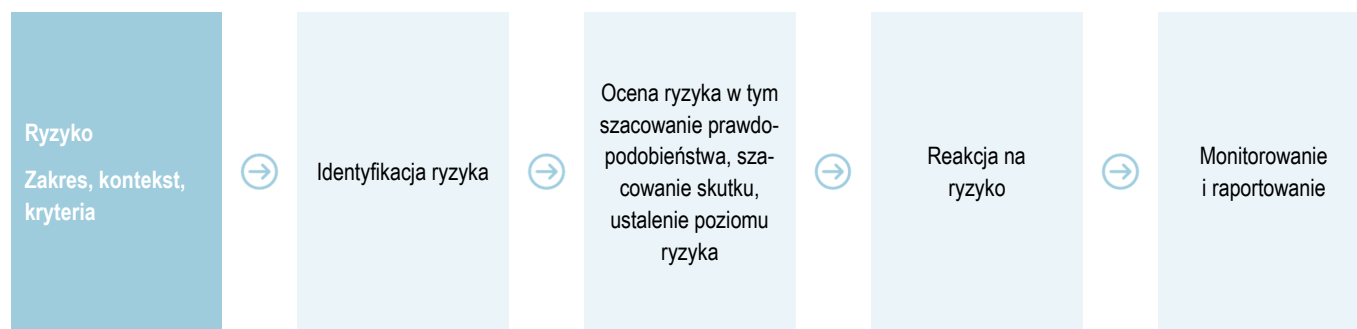 Ryzyko
Zakres, kontekst,
kryteria
Identyfikacja ryzyka
Ocena ryzyka w tym
szacowanie prawdo-
podobieństwa, sza-
cowanie skutku,
ustalenie poziomu
ryzyka
Reakcja na
ryzyko
Monitorowanie
i raportowanie